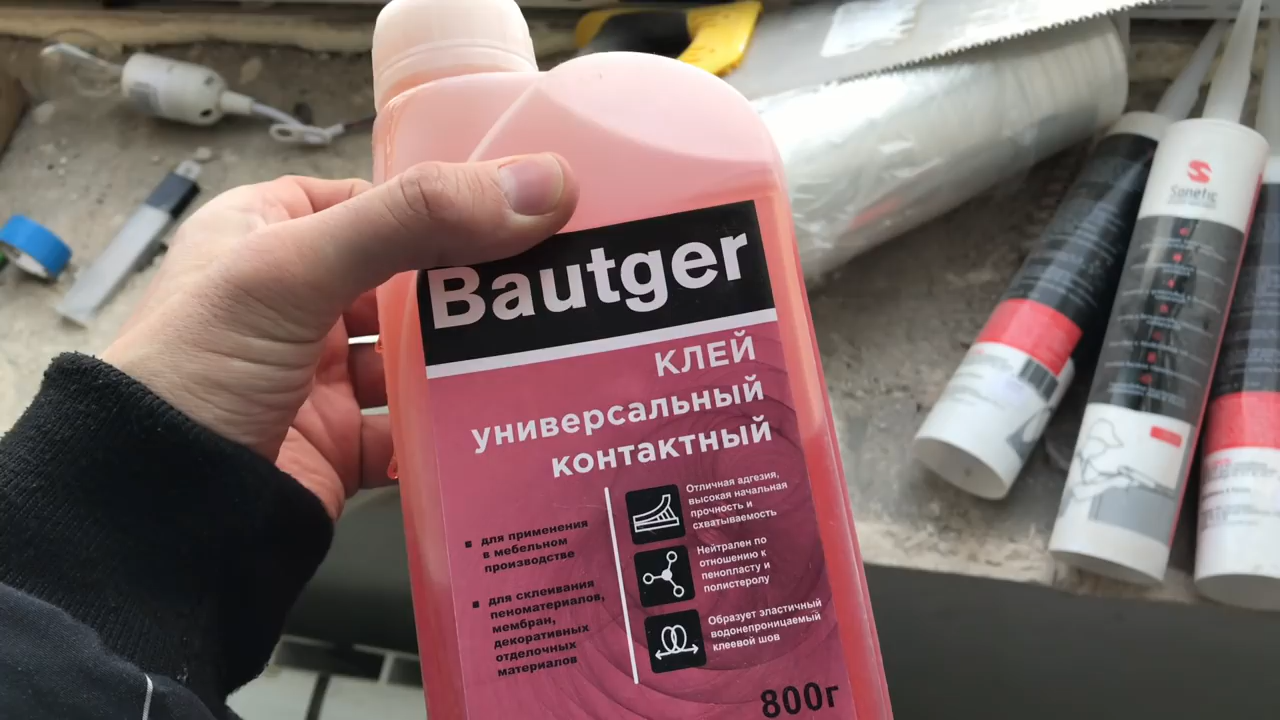 Bautger
КЛЕЙ
универсальный
контактный
для применения
в мебельном
производстве
для склеивания
пеноматериалов,
мембран,
декоративных
отделочных
материалов
Отличная адгезия,
высокая начальная
прочность и
схватываемость
Нейтрален по
отношению к
пенопласту и
полистеролу
Образует эластичный
водонепроницаемый
клеевой шов
800г
Sonetic